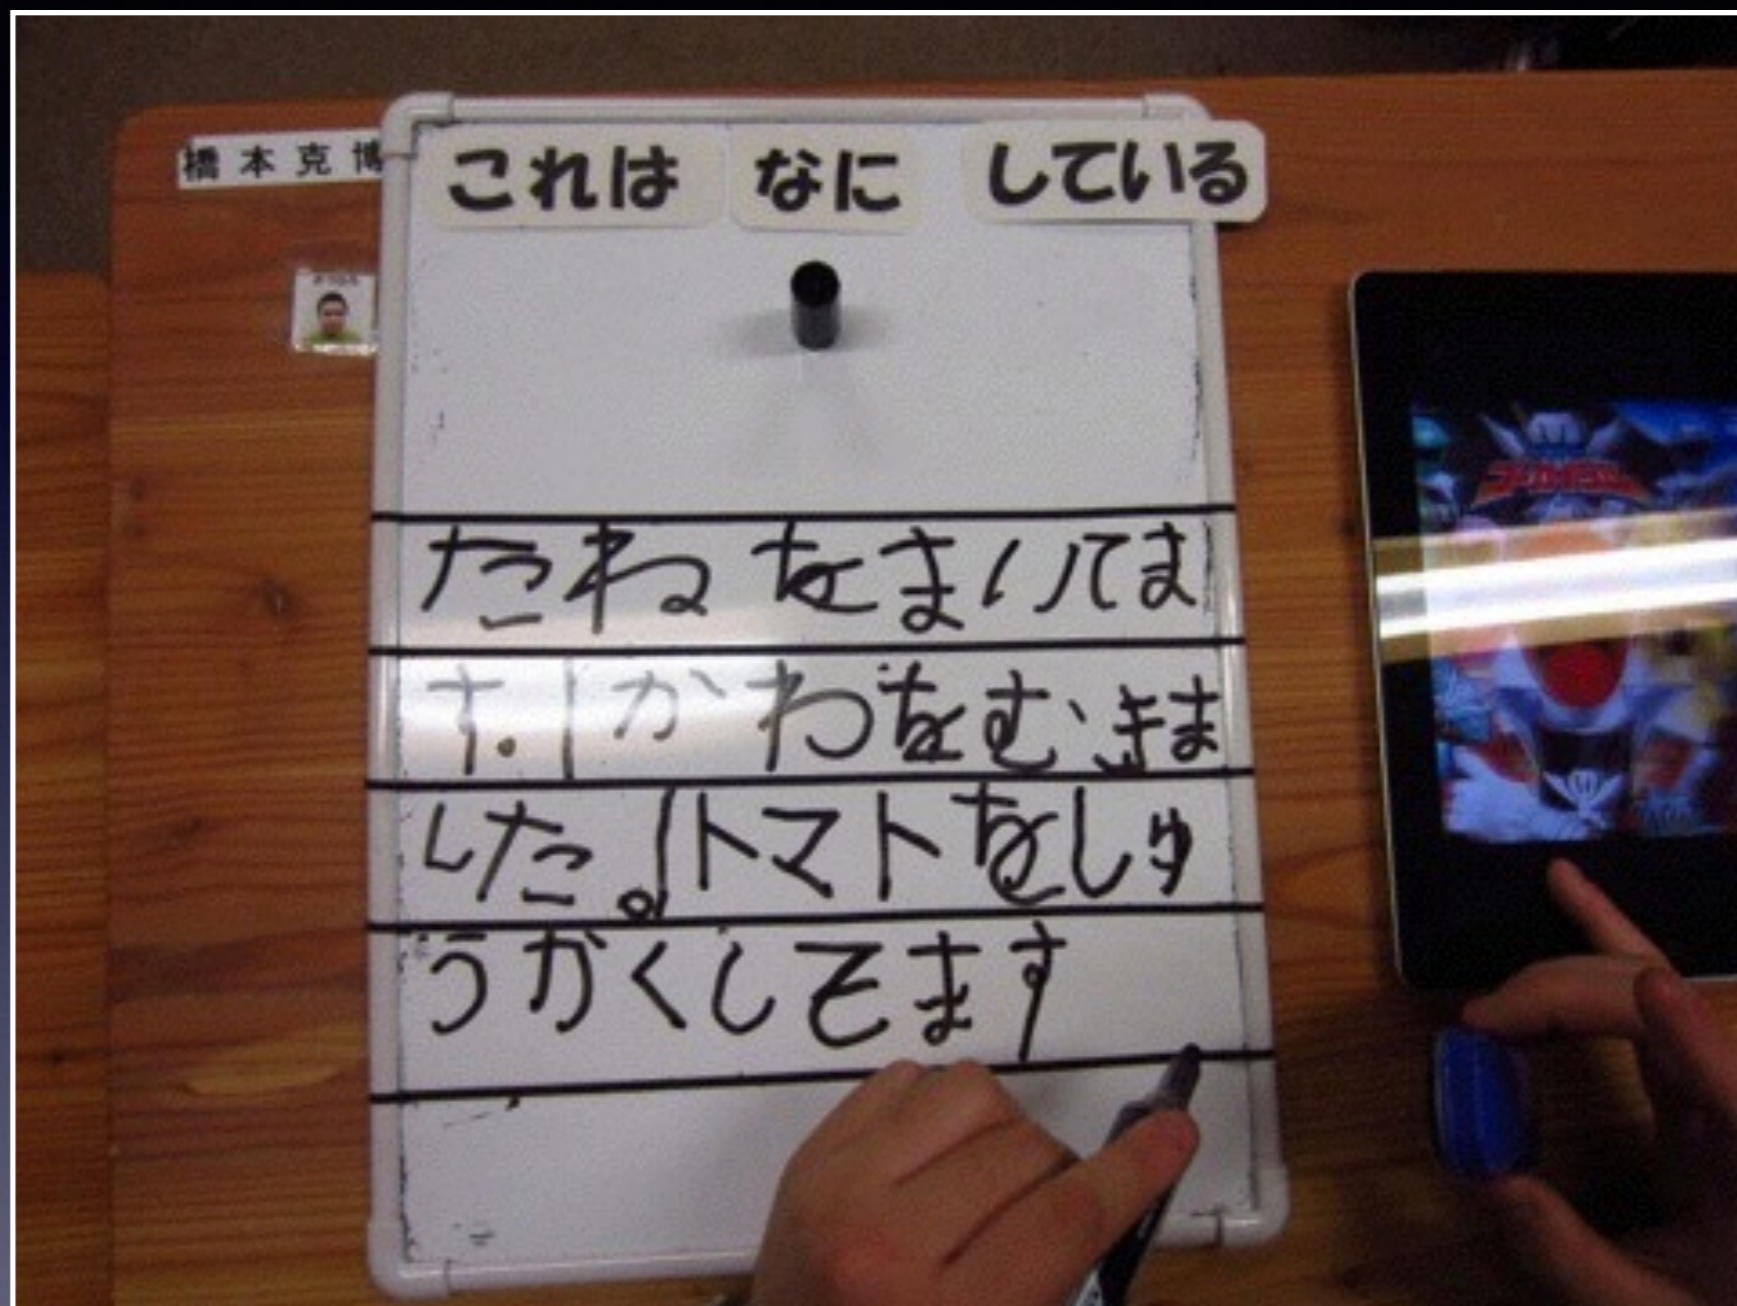 橋本克博
これは なに している
たねをまいてま
す。|かわをむきま
した。|トマトをしゅ
うかくしてます